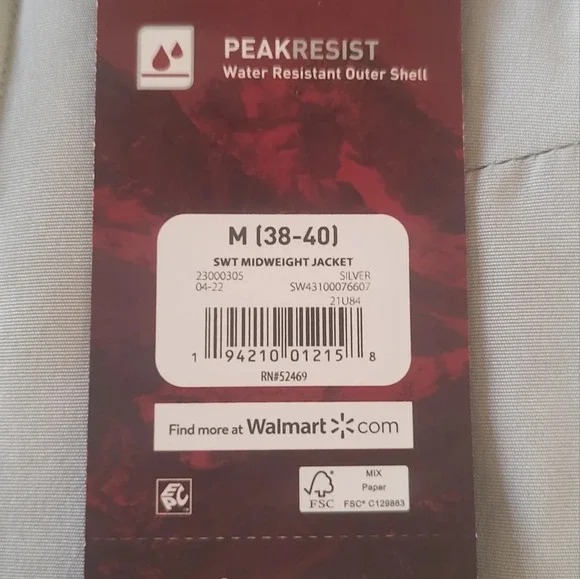 PEAKRESIST
Water Resistant Outer Shell
M (38-40)
SWT MIDWEIGHT JACKET
23000305 SILVER
04-22 SW43100076607
21U84
1 94210 01215 8
RN#52469
Find more at Walmart.com
MIX
Paper
FSC FSC® C129883